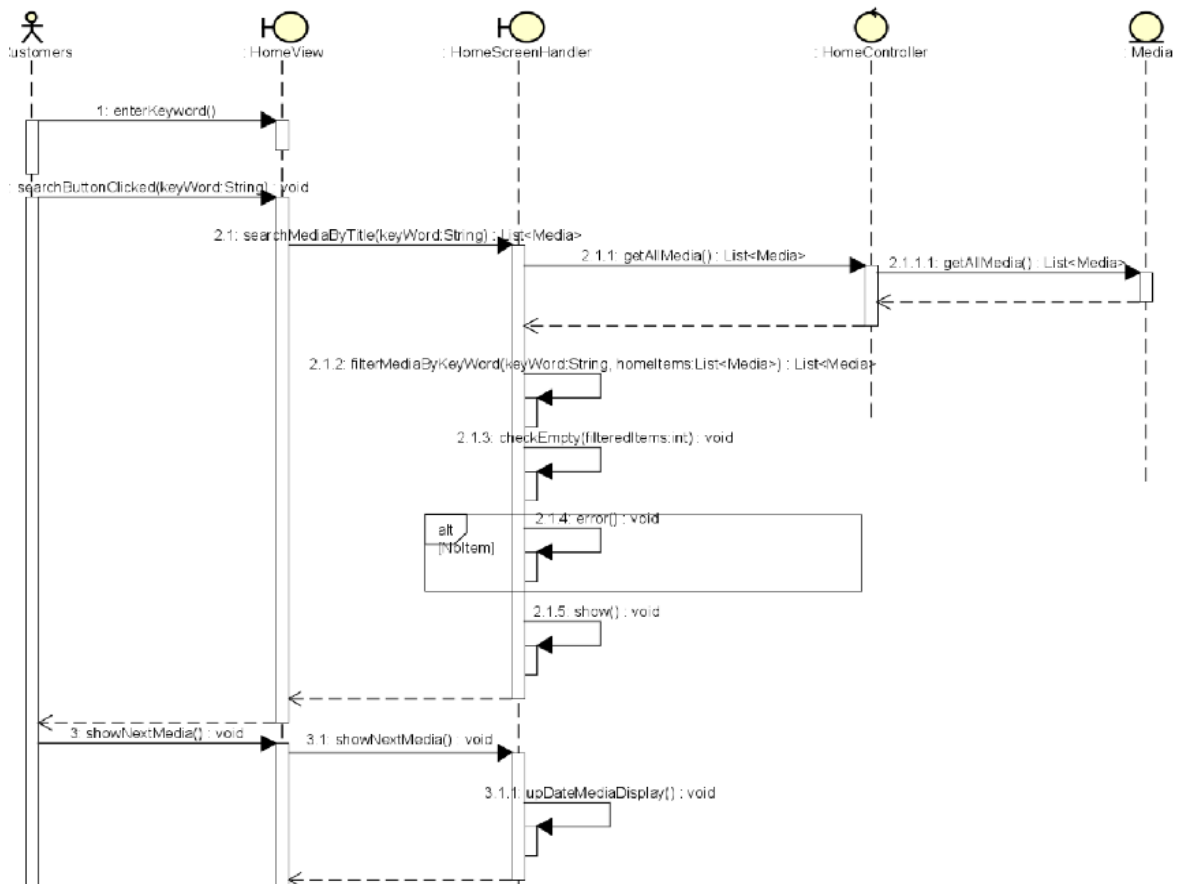 ustomers
: HomeView
: HomeScreenHandler
: HomeController
: Media
1: enterKeyword()
: searchButtonClicked(keyWord:String) : void
2.1: searchMediaByTitle(keyWord:String) : List<Media>
2.1.1: getAllMedia() : List<Media>
2.1.1.1: getAllMedia() : List<Media>
2.1.2: filterMediaByKeyWord(keyWord:String, homeItems:List<Media>) : List<Media>
2.1.3: checkEmpty(filteredItems:int) : void
alt
2.1.4: error() : void
[NoItem]
2.1.5: show() : void
3: showNextMedia() : void
3.1: showNextMedia() : void
3.1.1: upDateMediaDisplay() : void